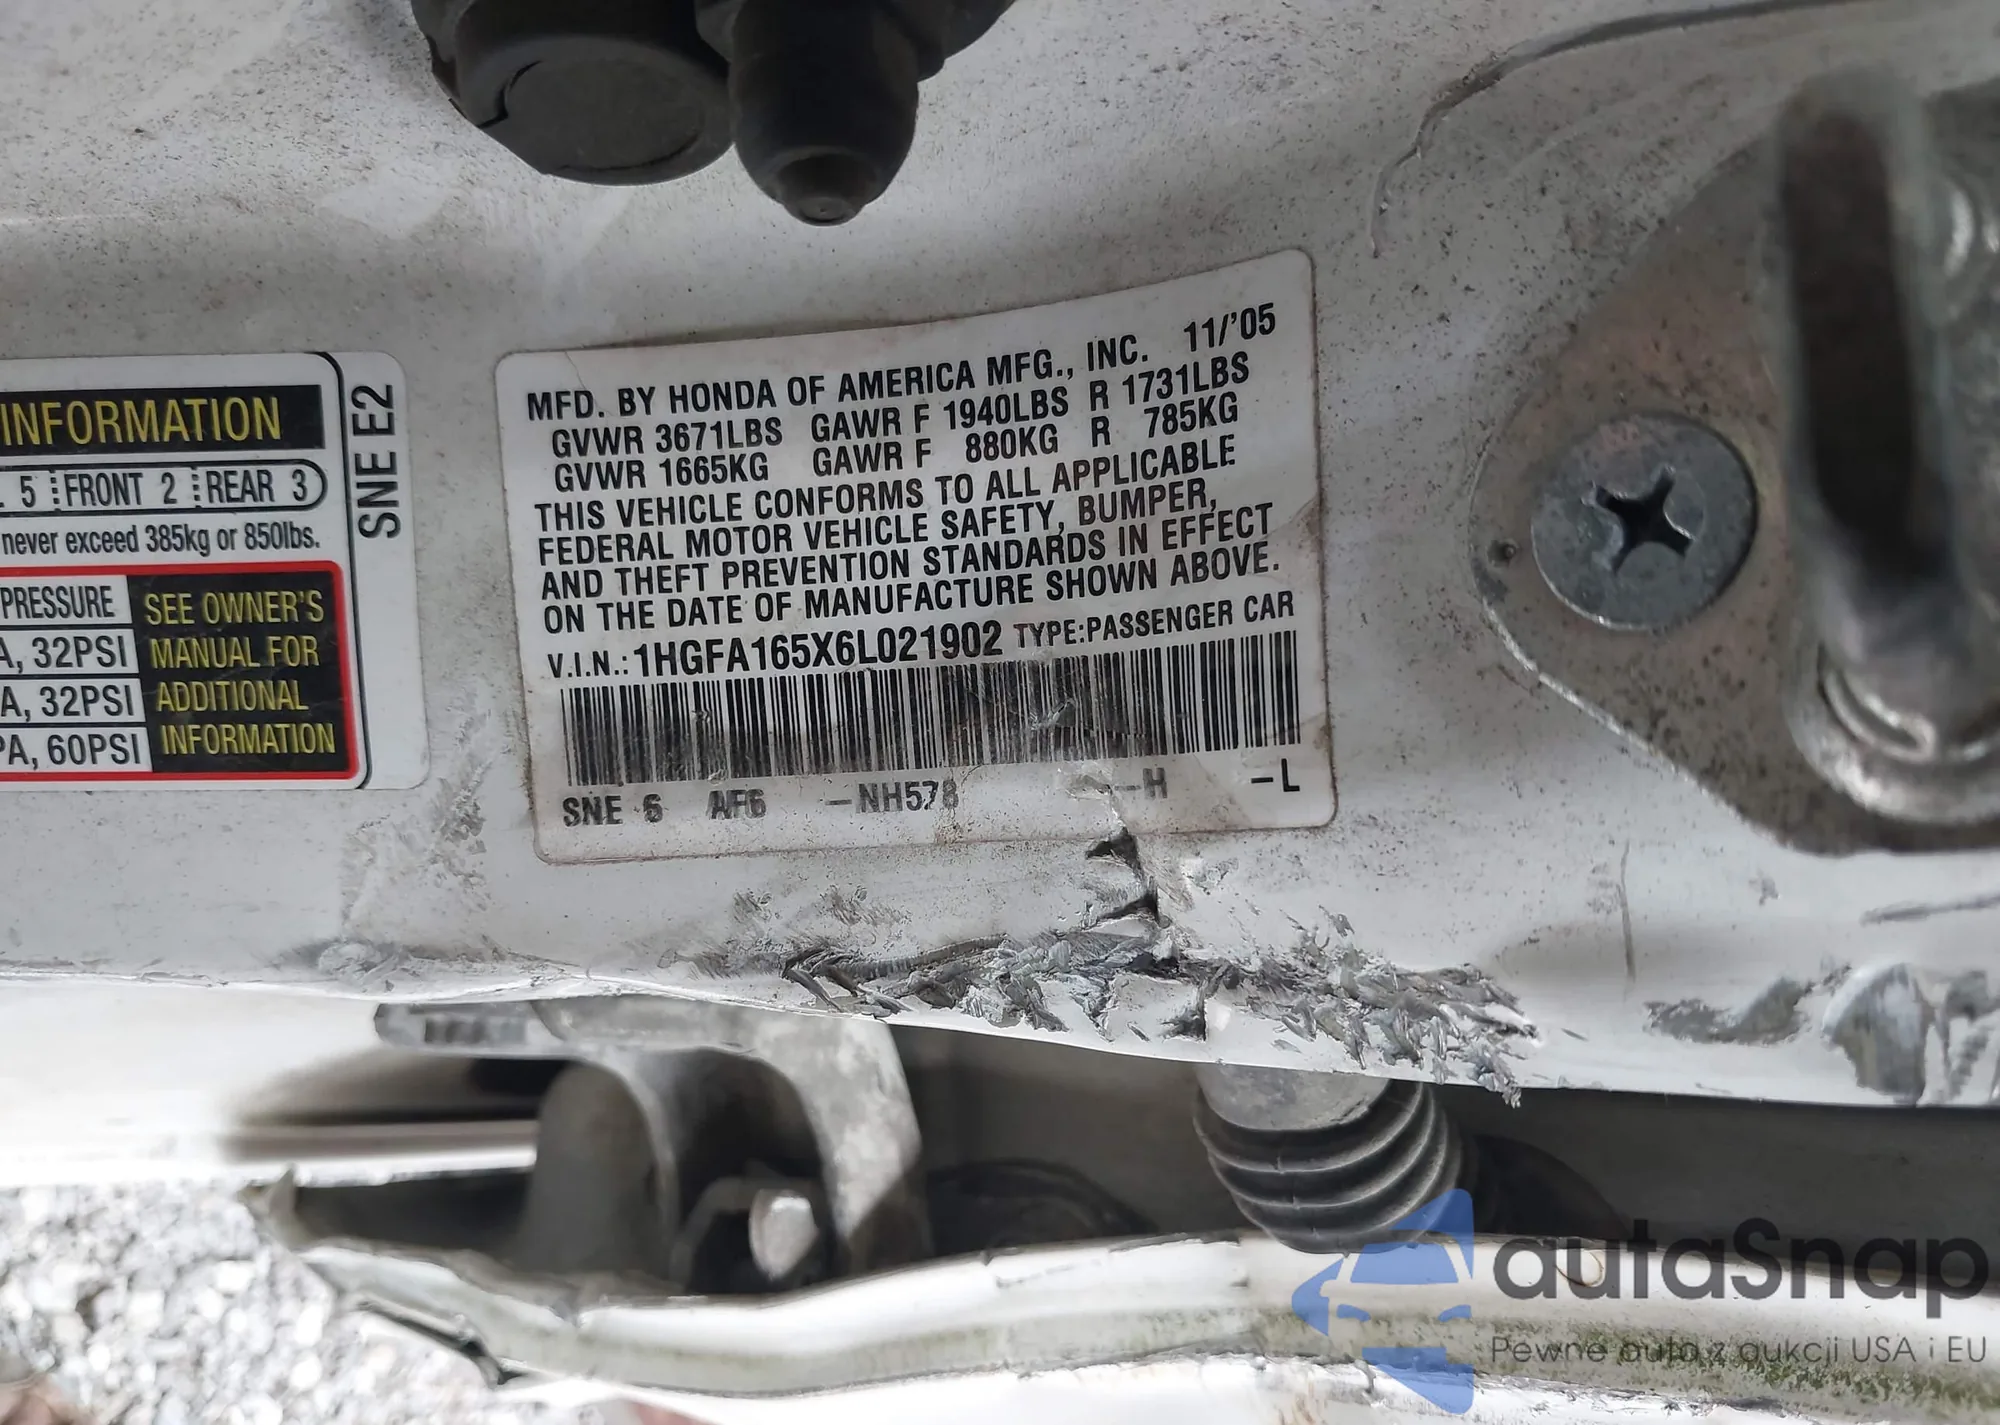 INFORMATION
5 FRONT 2 REAR 3
never exceed 385kg or 850lbs.
PRESSURE
A, 32PSI
A, 32PSI
PA, 60PSI
SEE OWNER'S
MANUAL FOR
ADDITIONAL
INFORMATION
SNE E2
MFD. BY HONDA OF AMERICA MFG., INC. 11/'05
GVWR 3671LBS GAWR F 1940LBS R 1731LBS
GVWR 1665KG GAWR F 880KG R 785KG
THIS VEHICLE CONFORMS TO ALL APPLICABLE
FEDERAL MOTOR VEHICLE SAFETY, BUMPER,
AND THEFT PREVENTION STANDARDS IN EFFECT
ON THE DATE OF MANUFACTURE SHOWN ABOVE.
V.I.N.: 1HGFA165X6L021902 TYPE:PASSENGER CAR
SNE 6 AF6 -NH578 -H -L
autaSnap
Pewne auta z aukcji USA i EU